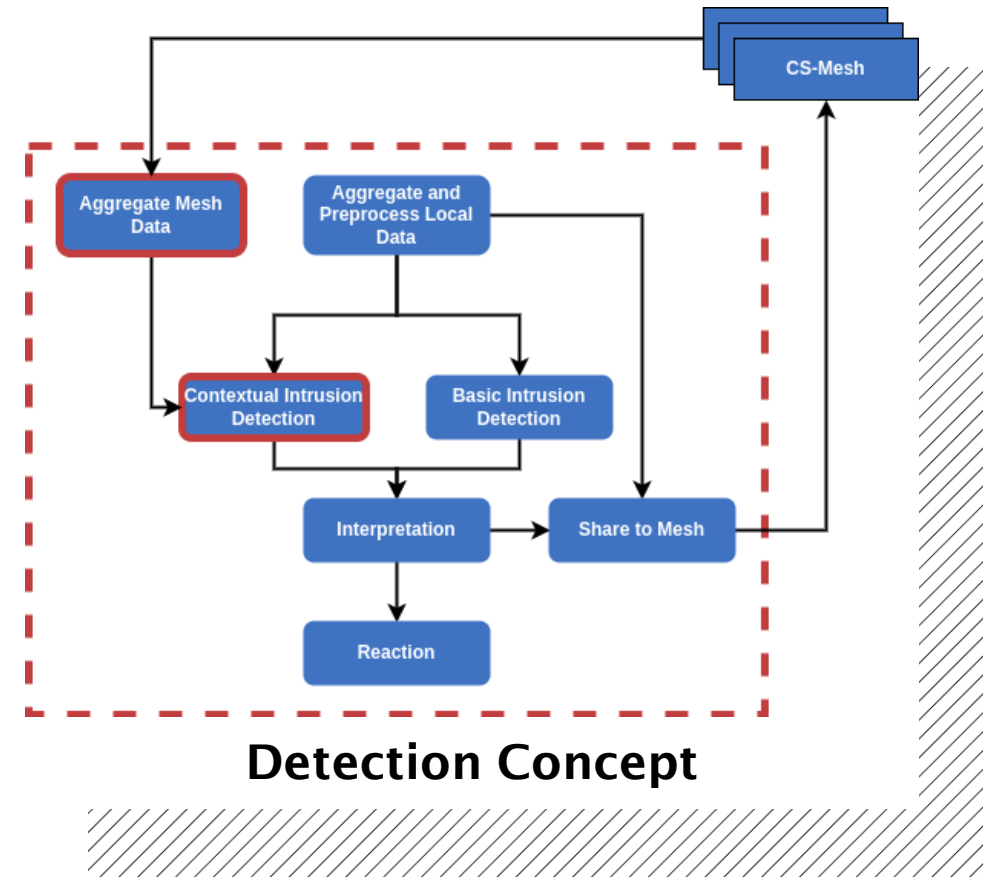 CS-Mesh
Aggregate Mesh
Data
Aggregate and
Preprocess Local
Data
Contextual Intrusion
Detection
Basic Intrusion
Detection
Interpretation
Share to Mesh
Reaction
Detection Concept